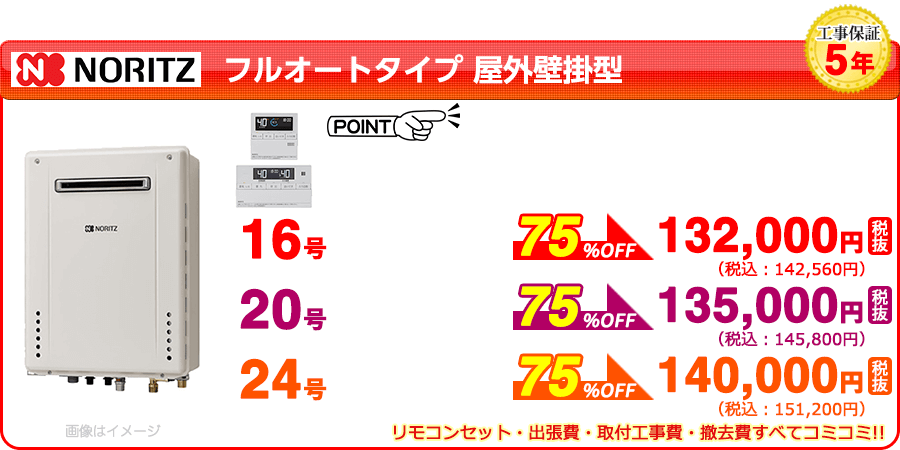 工事保証
5年
NORITZ フルオートタイプ 屋外壁掛型
POINT
NORITZ
16号 75%OFF 132,000円 税抜
(税込：142,560円)
20号 75%OFF 135,000円 税抜
(税込：145,800円)
24号 75%OFF 140,000円 税抜
(税込：151,200円)
画像はイメージ
リモコンセット・出張費・取付工事費・撤去費すべてコミコミ!!